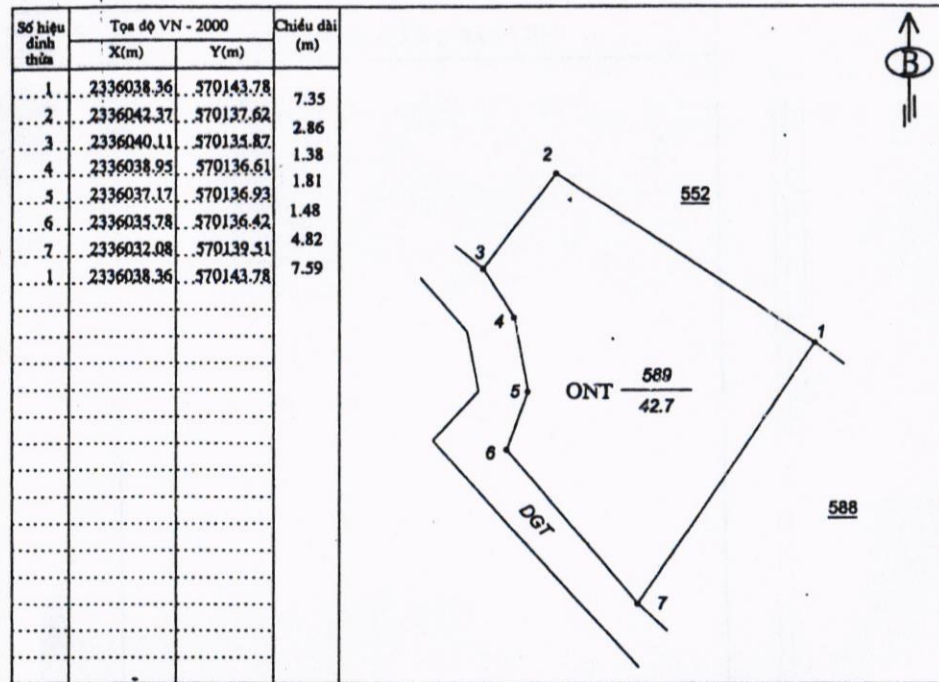 Số hiệu đỉnh thửa Tọa độ VN - 2000 Chiều dài (m)
X(m) Y(m)
1 2336038.36 570143.78
7.35
2 2336042.37 570137.62
2.86
3 2336040.11 570135.87
1.38
4 2336038.95 570136.61
1.81
5 2336037.17 570136.93
1.48
6 2336035.78 570136.42
4.82
7 2336032.08 570139.51
7.59
1 2336038.36 570143.78
B
2
552
3
4
1
5
ONT 589
42.7
6
588
DGT
7